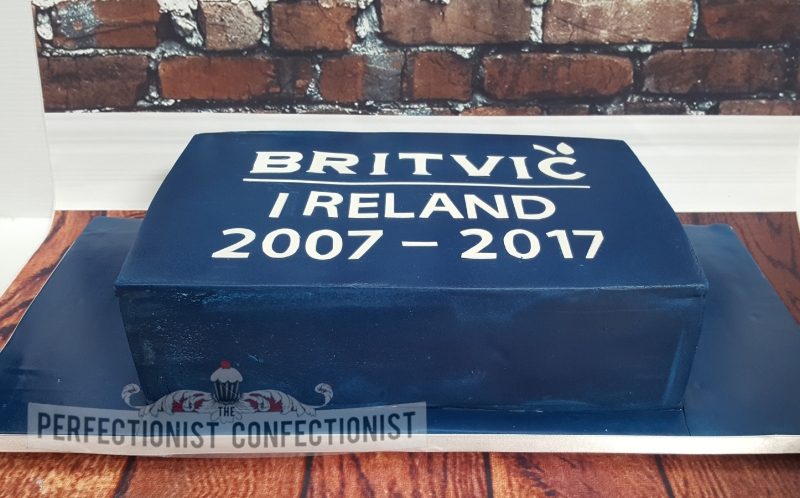 BRITVIC
IRELAND
2007 – 2017
THE
PERFECTIONIST CONFECTIONIST